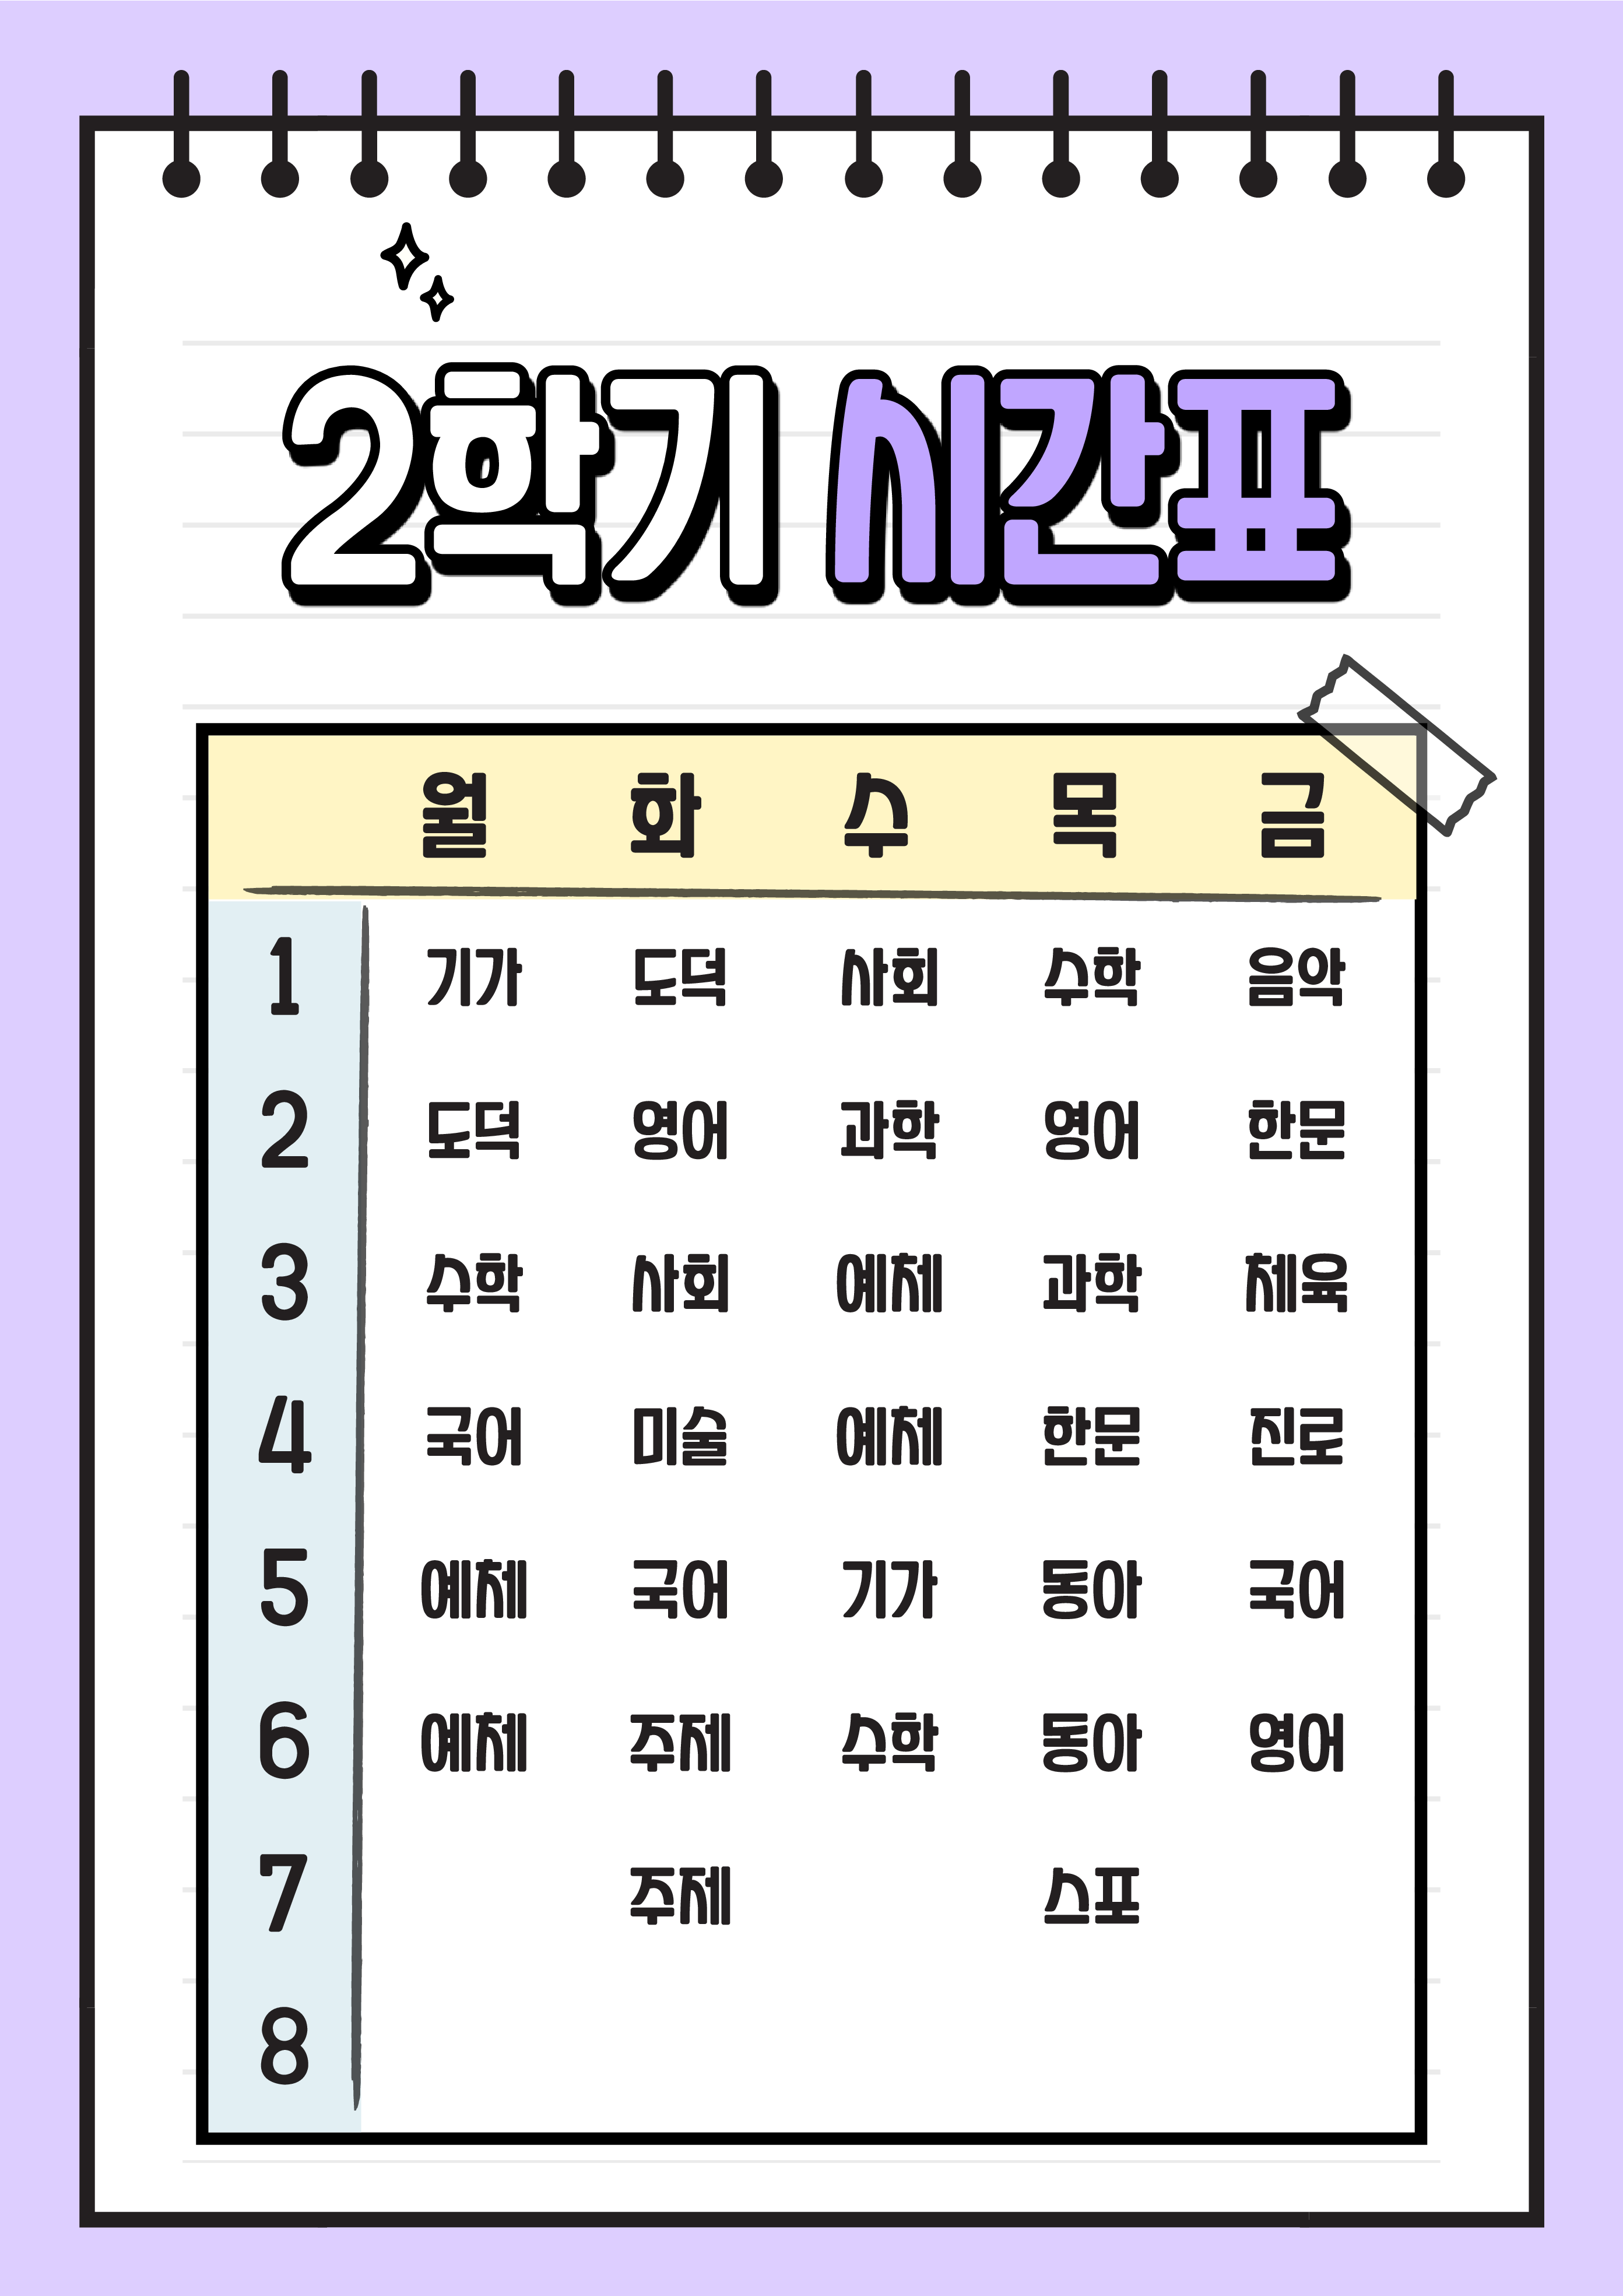 2학기 시간표
월 화 수 목 금
1 기가 도덕 사회 수학 음악
2 도덕 영어 과학 영어 한문
3 수학 사회 예체 과학 체육
4 국어 미술 예체 한문 진로
5 예체 국어 기가 동아 국어
6 예체 주제 수학 동아 영어
7 주제 스포
8